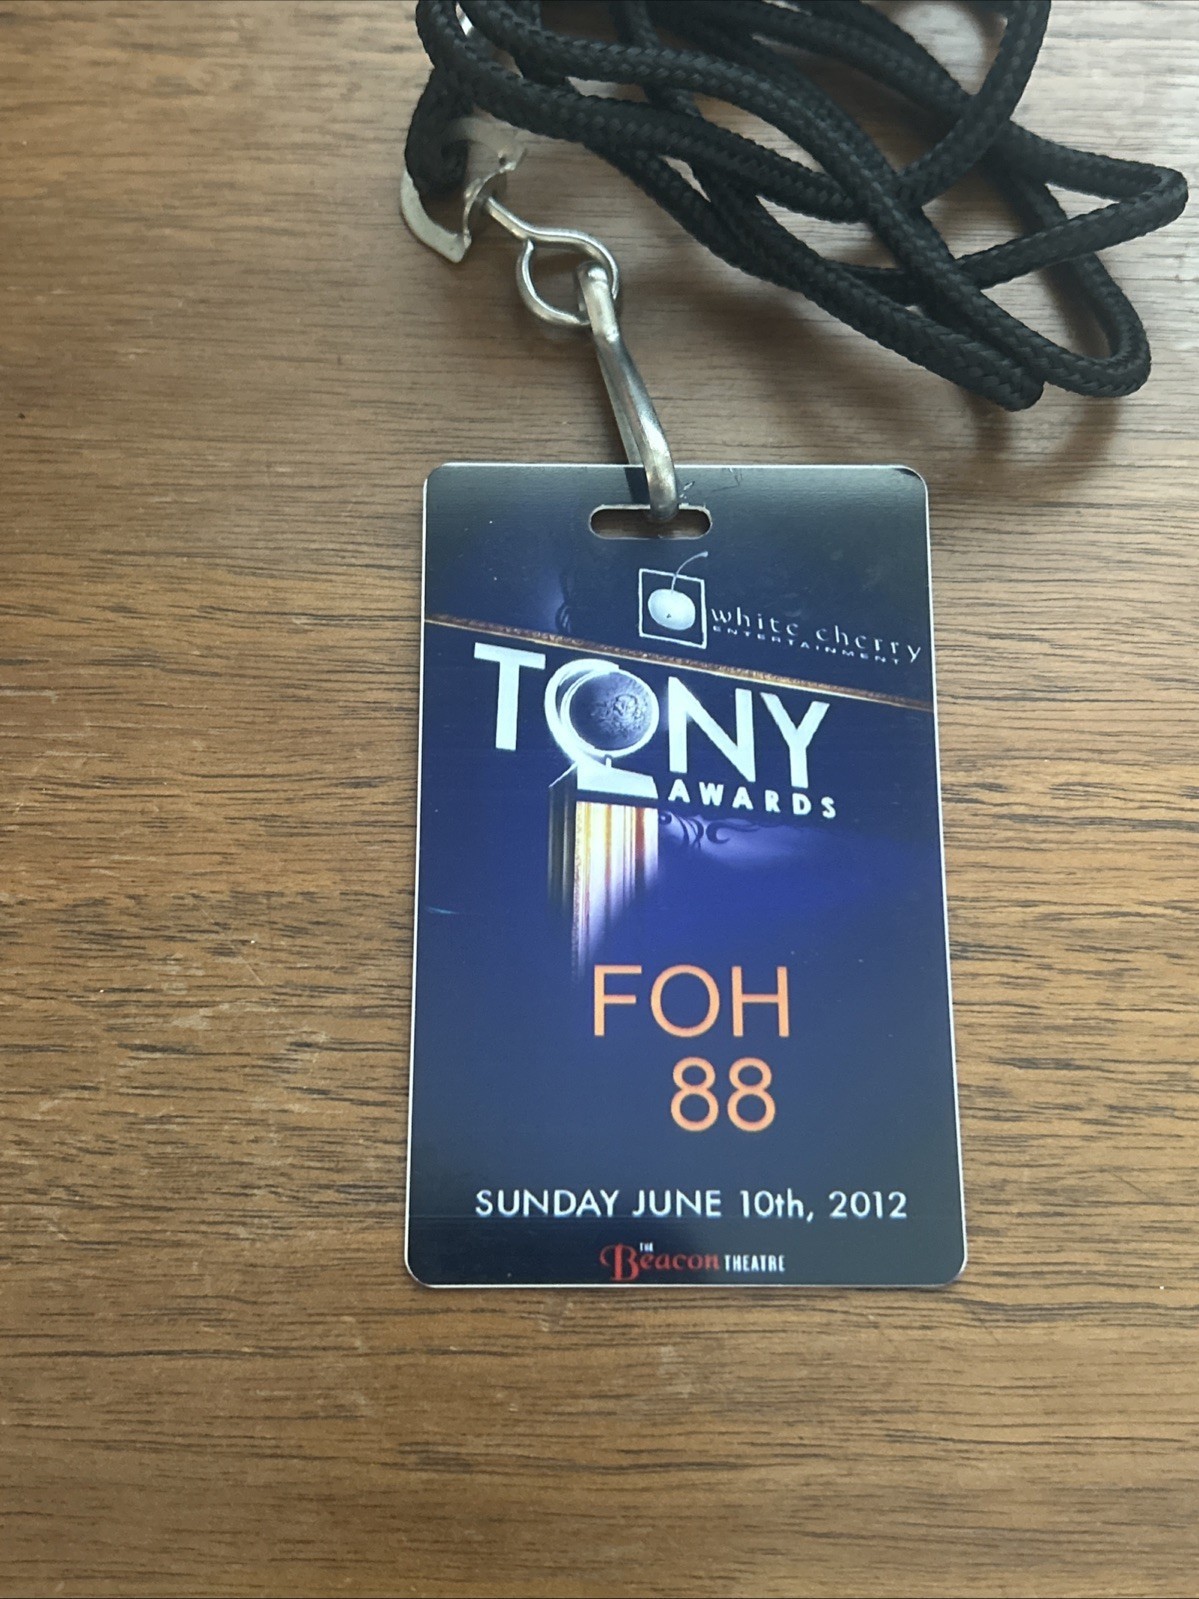 white cherry
ENTERTAINMENT
TONY
AWARDS
FOH
88
SUNDAY JUNE 10th, 2012
THE
Beacon THEATRE